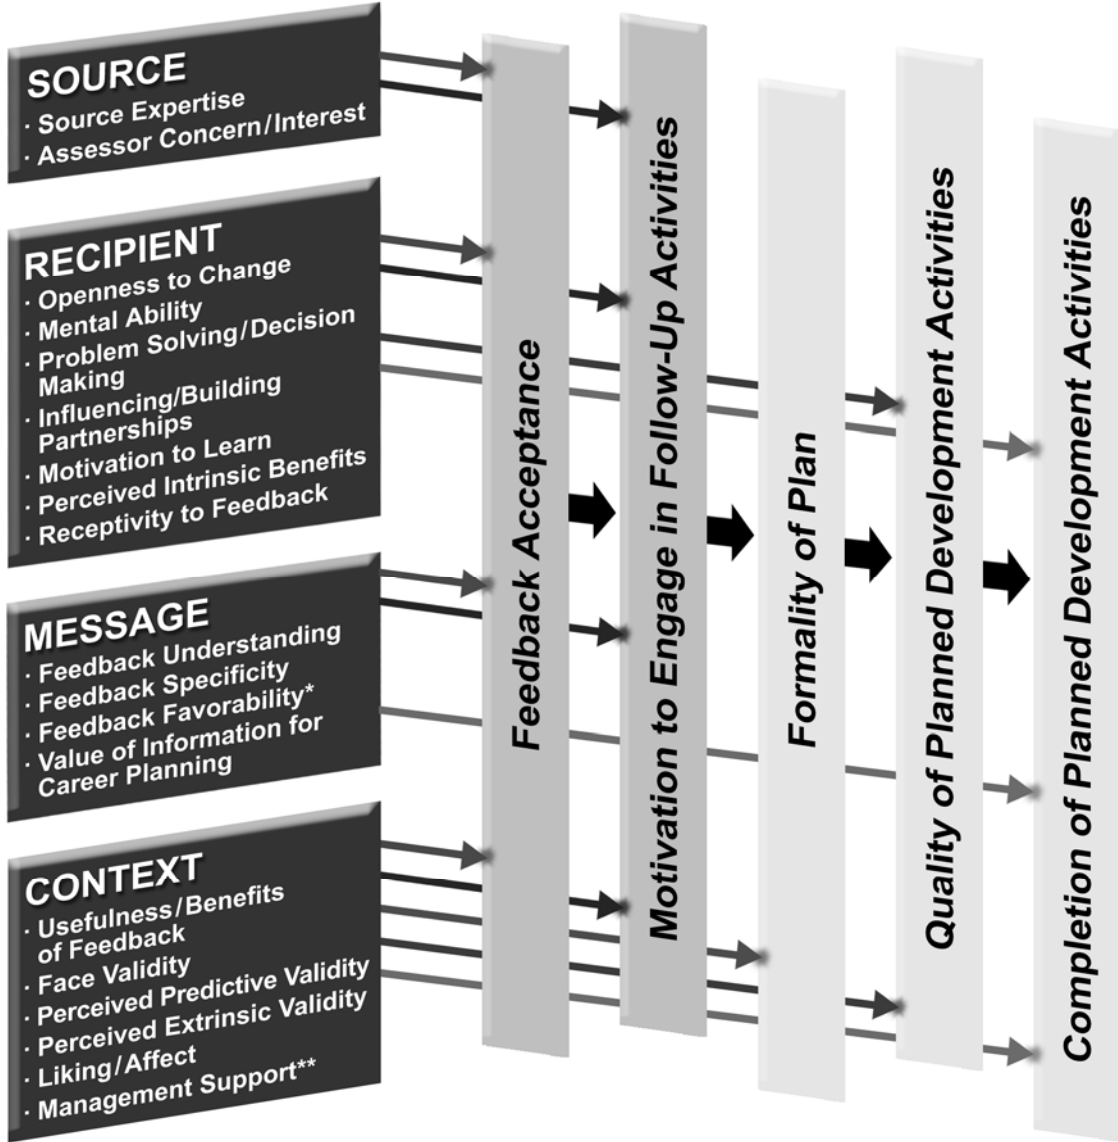 SOURCE
· Source Expertise
· Assessor Concern/Interest
RECIPIENT
· Openness to Change
· Mental Ability
· Problem Solving/Decision
Making
· Influencing/Building
Partnerships
· Motivation to Learn
· Perceived Intrinsic Benefits
· Receptivity to Feedback
MESSAGE
· Feedback Understanding
· Feedback Specificity
· Feedback Favorability*
· Value of Information for
Career Planning
CONTEXT
· Usefulness/Benefits
of Feedback
· Face Validity
· Perceived Predictive Validity
· Perceived Extrinsic Validity
· Liking/Affect
· Management Support**
Feedback Acceptance
Motivation to Engage in Follow-Up Activities
Formality of Plan
Quality of Planned Development Activities
Completion of Planned Development Activities